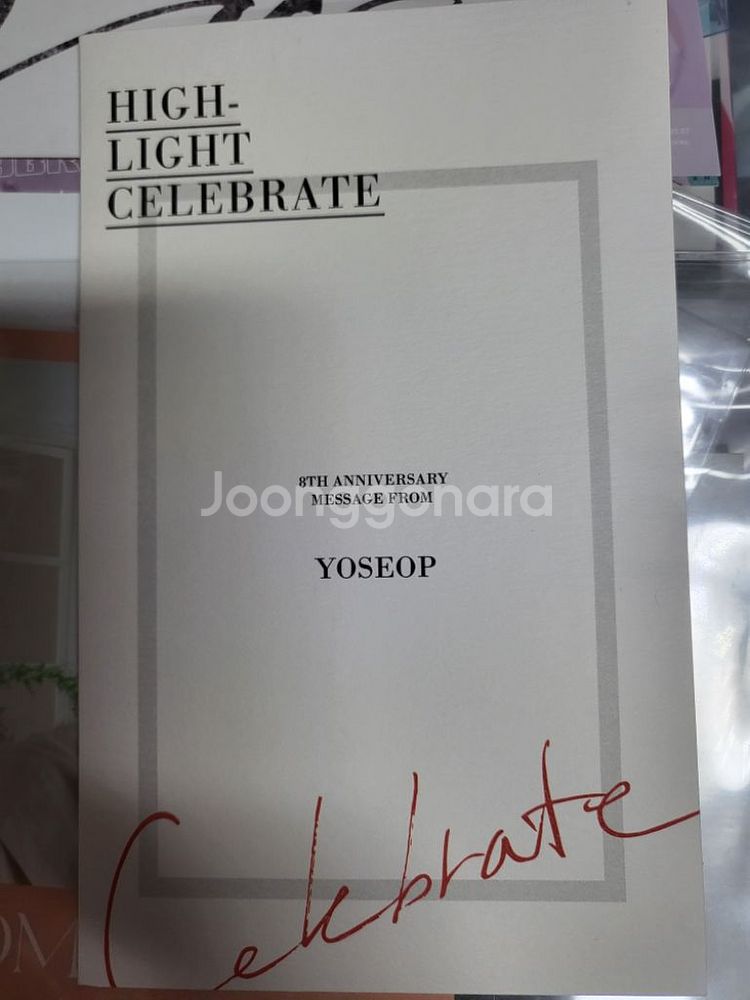 HIGH-
LIGHT
CELEBRATE
8TH ANNIVERSARY
MESSAGE FROM
Joonggonara
YOSEOP
Celebrate